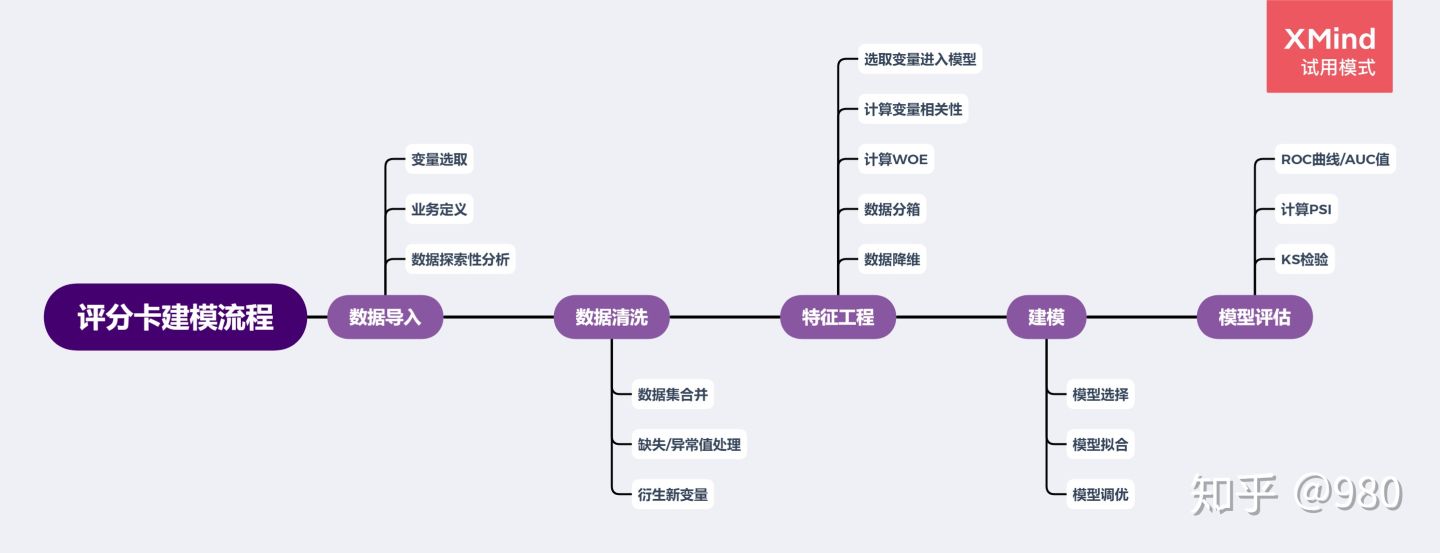 XMind
试用模式
评分卡建模流程
数据导入
变量选取
业务定义
数据探索性分析
数据清洗
数据集合并
缺失/异常值处理
衍生新变量
特征工程
选取变量进入模型
计算变量相关性
计算WOE
数据分箱
数据降维
建模
模型选择
模型拟合
模型调优
模型评估
ROC曲线/AUC值
计算PSI
KS检验
知乎 @980